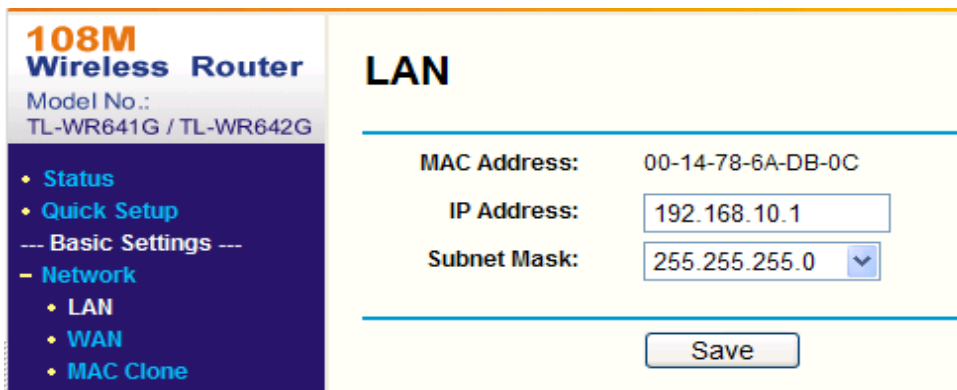 108M
Wireless Router
Model No.:
TL-WR641G / TL-WR642G
• Status
• Quick Setup
--- Basic Settings ---
– Network
• LAN
• WAN
• MAC Clone
LAN
MAC Address: 00-14-78-6A-DB-0C
IP Address: 192.168.10.1
Subnet Mask: 255.255.255.0
Save